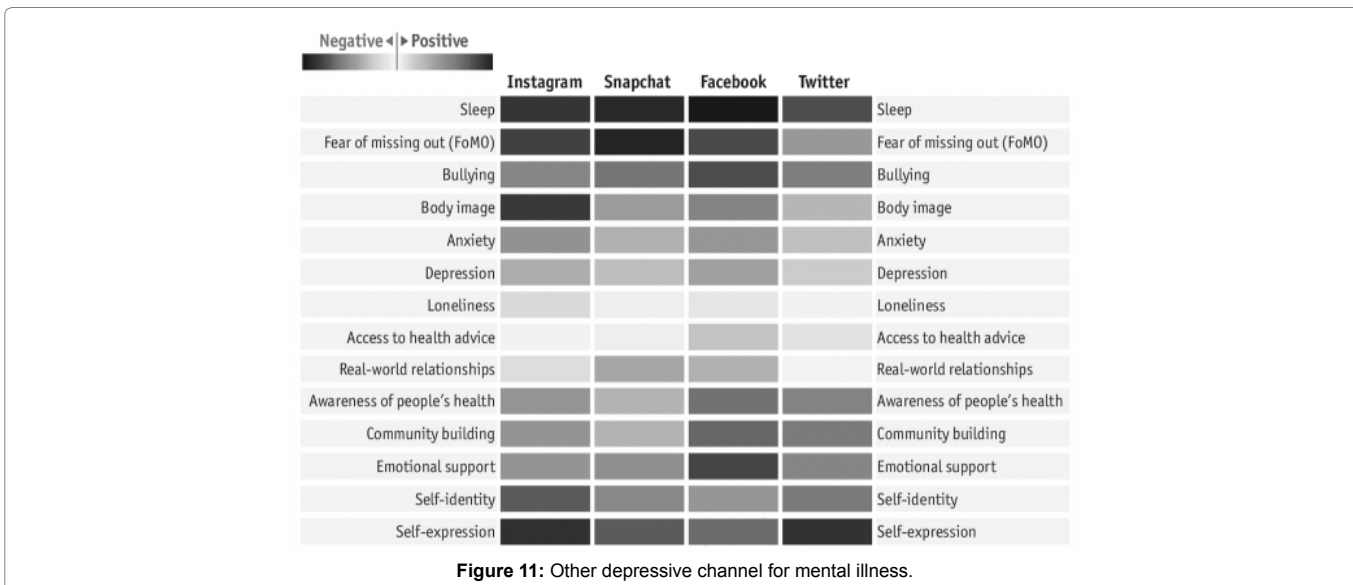 Negative ◄|► Positive
Instagram Snapchat Facebook Twitter
Sleep Sleep
Fear of missing out (FoMO) Fear of missing out (FoMO)
Bullying Bullying
Body image Body image
Anxiety Anxiety
Depression Depression
Loneliness Loneliness
Access to health advice Access to health advice
Real-world relationships Real-world relationships
Awareness of people's health Awareness of people's health
Community building Community building
Emotional support Emotional support
Self-identity Self-identity
Self-expression Self-expression
Figure 11: Other depressive channel for mental illness.